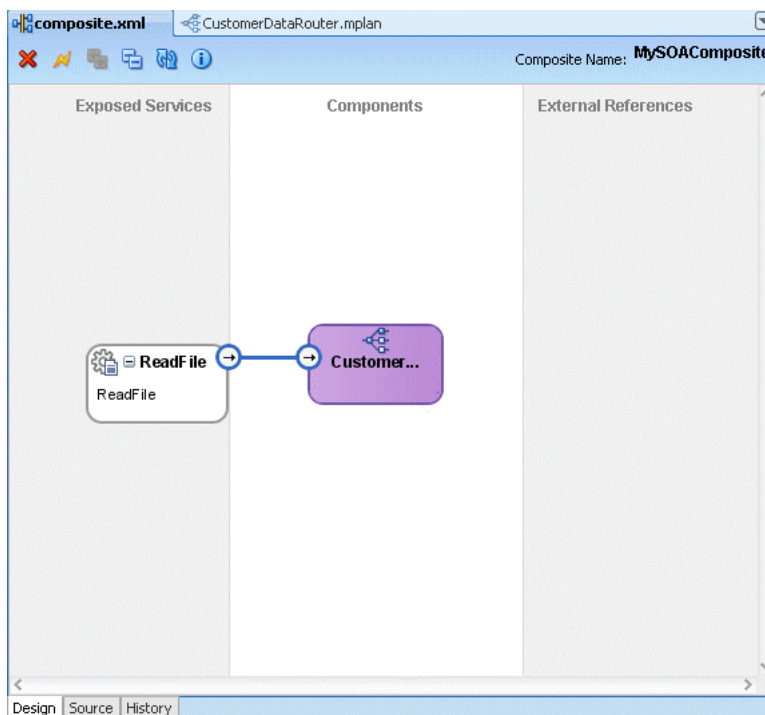 composite.xml CustomerDataRouter.mplan
Composite Name: MySOAComposite
Exposed Services Components External References
ReadFile
ReadFile
Customer...
Design Source History